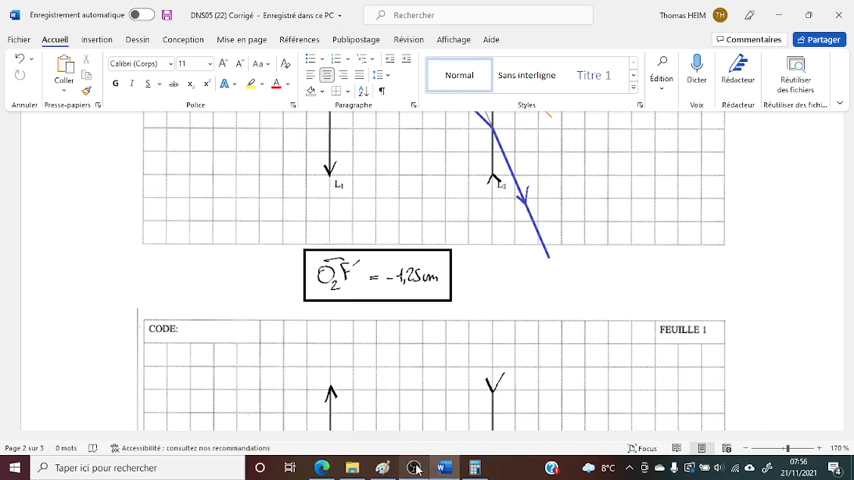 Enregistrement automatique
DNS05 (22) Corrigé - Enregistré dans ce PC
Rechercher
Thomas HEIM
TH
Fichier
Accueil
Insertion
Dessin
Conception
Mise en page
Références
Publipostage
Révision
Affichage
Aide
Commentaires
Partager
Calibri (Corps)
11
Coller
Normal
Sans interligne
Titre 1
Édition
Dicter
Rédacteur
Réutiliser
des fichiers
Annuler
Presse-papiers
Police
Paragraphe
Styles
Voix
Rédacteur
Réutiliser des fichiers
L₁
L₂
O₂F' = -1,25cm
CODE:
FEUILLE 1
Page 2 sur 3
0 mots
Accessibilité : consultez nos recommandations
Focus
170 %
Taper ici pour rechercher
8°C
07:56
21/11/2021